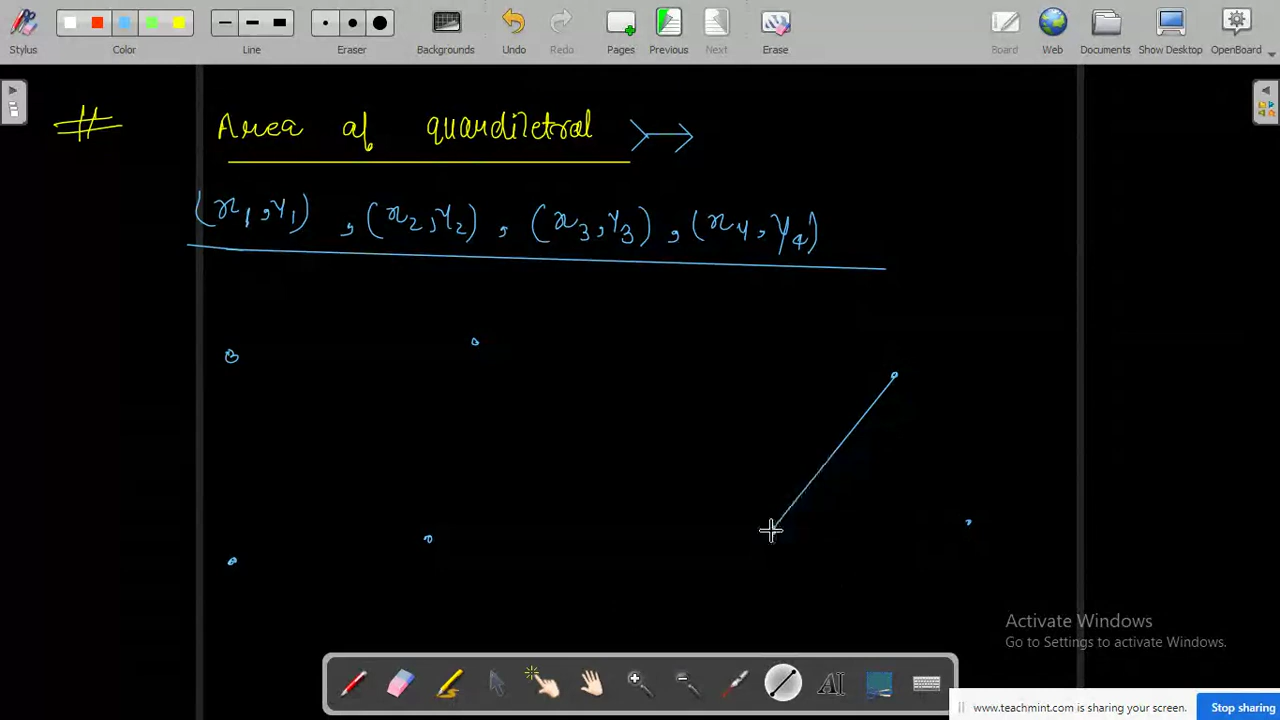 Stylus Color Line Eraser Backgrounds Undo Redo Pages Previous Next Erase Board Web Documents Show Desktop OpenBoard
# Area of quardiletral
(x1,y1) , (x2,y2) , (x3,y3) , (x4,y4)
Activate Windows
Go to Settings to activate Windows.
AI
www.teachmint.com is sharing your screen. Stop sharing